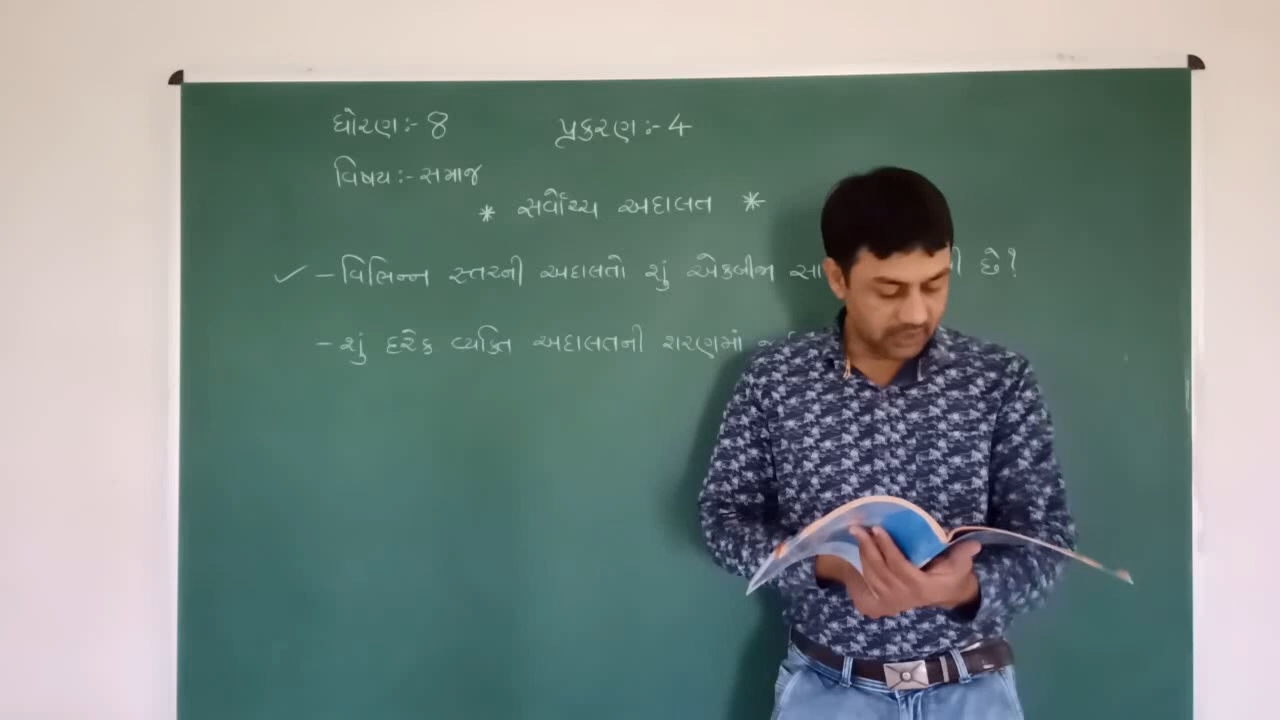 ધોરણ:- 8 પ્રકરણ:- 4
વિષય:- સમાજ
* સર્વોચ્ચ અદાલત *
✓ - વિભિન્ન સ્તરની અદાલતો શું એકબીજા છે?
- શું દરેક વ્યક્તિ અદાલતની શરણમાં